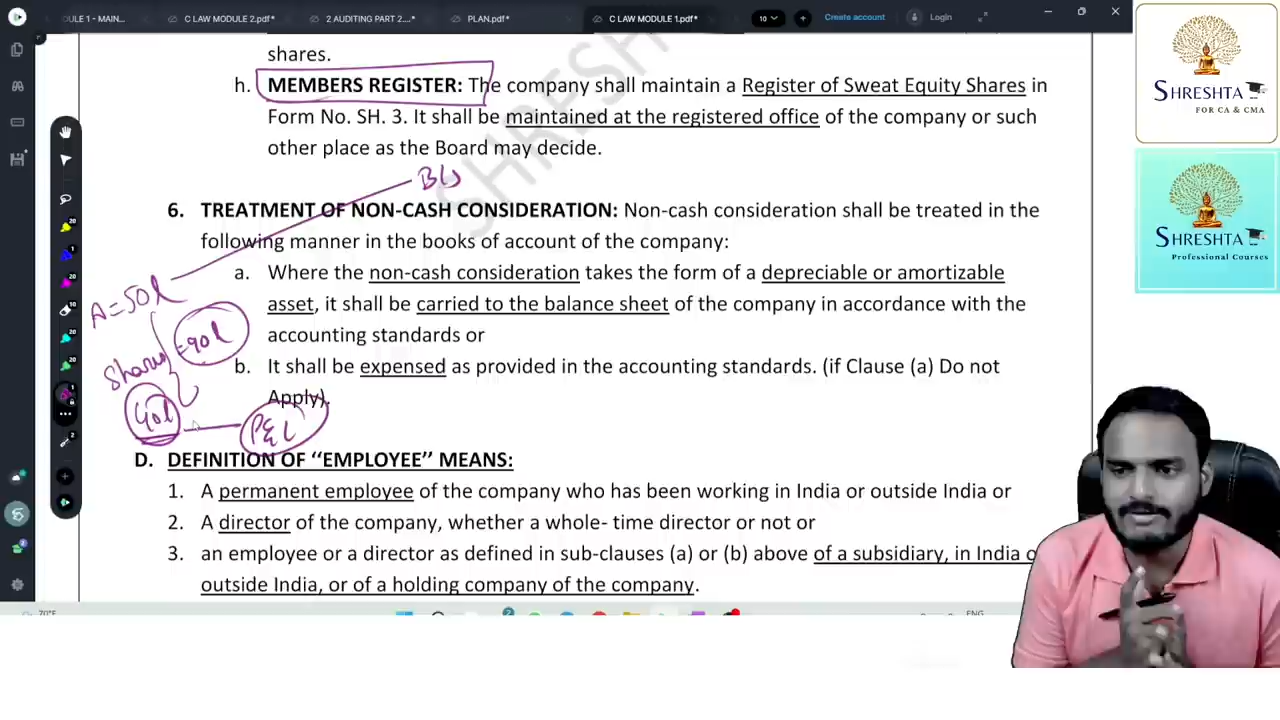 ULE 1 - MAIN...
C LAW MODULE 2.pdf*
2 AUDITING PART 2....*
PLAN.pdf*
C LAW MODULE 1.pdf*
10
Create account
Login
shares.
h. MEMBERS REGISTER: The company shall maintain a Register of Sweat Equity Shares in
Form No. SH. 3. It shall be maintained at the registered office of the company or such
other place as the Board may decide.
B/S
6. TREATMENT OF NON-CASH CONSIDERATION: Non-cash consideration shall be treated in the
following manner in the books of account of the company:
a. Where the non-cash consideration takes the form of a depreciable or amortizable
asset, it shall be carried to the balance sheet of the company in accordance with the
accounting standards or
b. It shall be expensed as provided in the accounting standards. (if Clause (a) Do not
Apply).
A=50l
Shares =90l
40l
P&L
D. DEFINITION OF “EMPLOYEE” MEANS:
1. A permanent employee of the company who has been working in India or outside India or
2. A director of the company, whether a whole- time director or not or
3. an employee or a director as defined in sub-clauses (a) or (b) above of a subsidiary, in India o
outside India, or of a holding company of the company.
SHRESH
70°F
ENG
SHRESHTA
FOR CA & CMA
SHRESHTA
Professional Courses